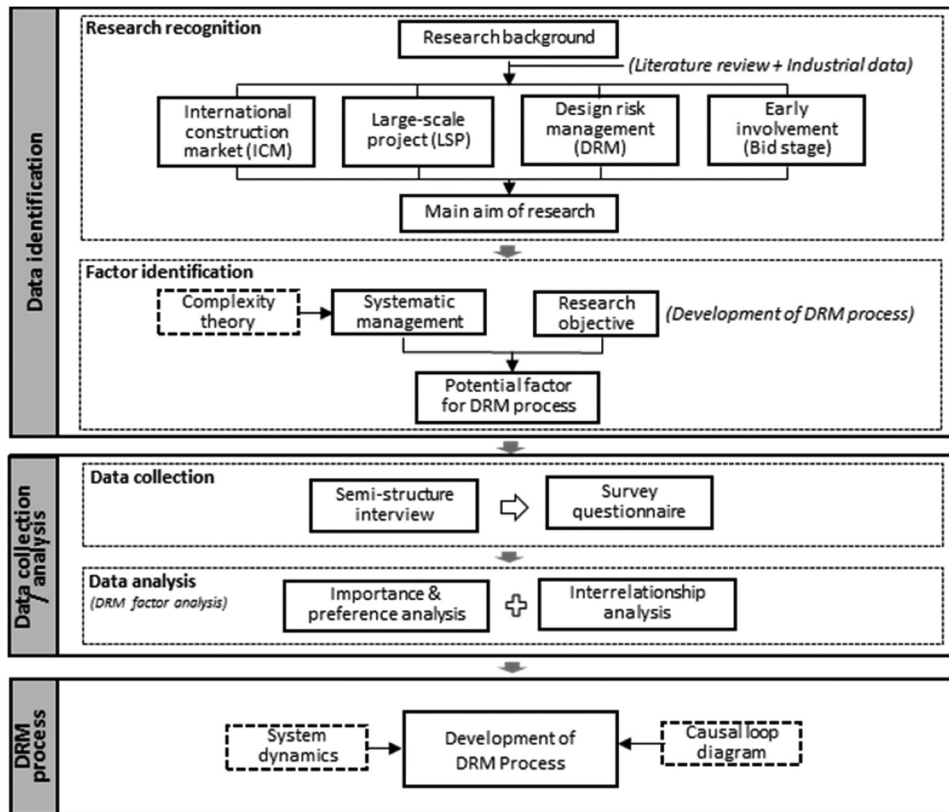 Data identification
Research recognition
Research background
(Literature review + Industrial data)
International
construction
market (ICM)
Large-scale
project (LSP)
Design risk
management
(DRM)
Early
involvement
(Bid stage)
Main aim of research
Factor identification
Complexity
theory
Systematic
management
Research
objective
(Development of DRM process)
Potential factor
for DRM process
Data collection
/ analysis
Data collection
Semi-structure
interview
Survey
questionnaire
Data analysis
(DRM factor analysis)
Importance &
preference analysis
Interrelationship
analysis
DRM
process
System
dynamics
Development of
DRM Process
Causal loop
diagram